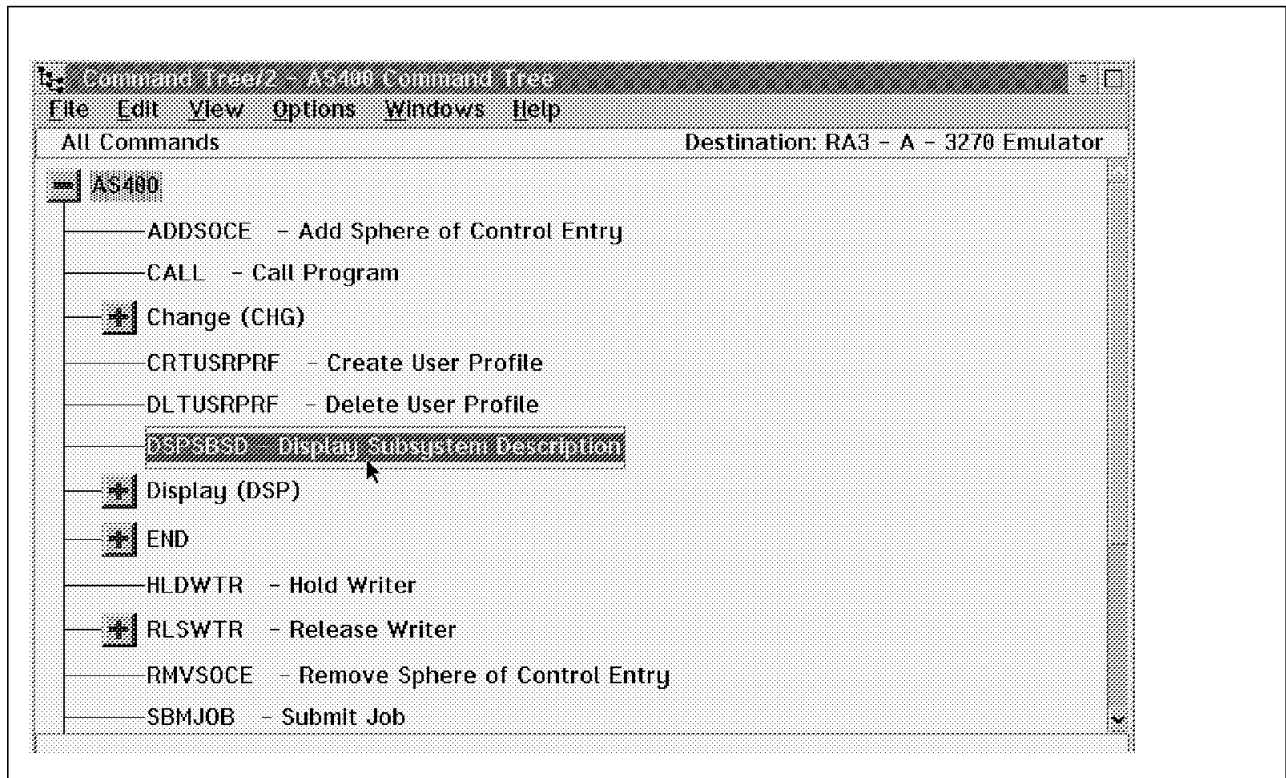 Command Tree/2 - AS400 Command Tree
File Edit View Options Windows Help
All Commands Destination: RA3 - A - 3270 Emulator
AS400
ADDSOCE - Add Sphere of Control Entry
CALL - Call Program
Change (CHG)
CRTUSRPRF - Create User Profile
DLTUSRPRF - Delete User Profile
DSPSBSD - Display Subsystem Description
Display (DSP)
END
HLDWTR - Hold Writer
RLSWTR - Release Writer
RMVSOCE - Remove Sphere of Control Entry
SBMJOB - Submit Job